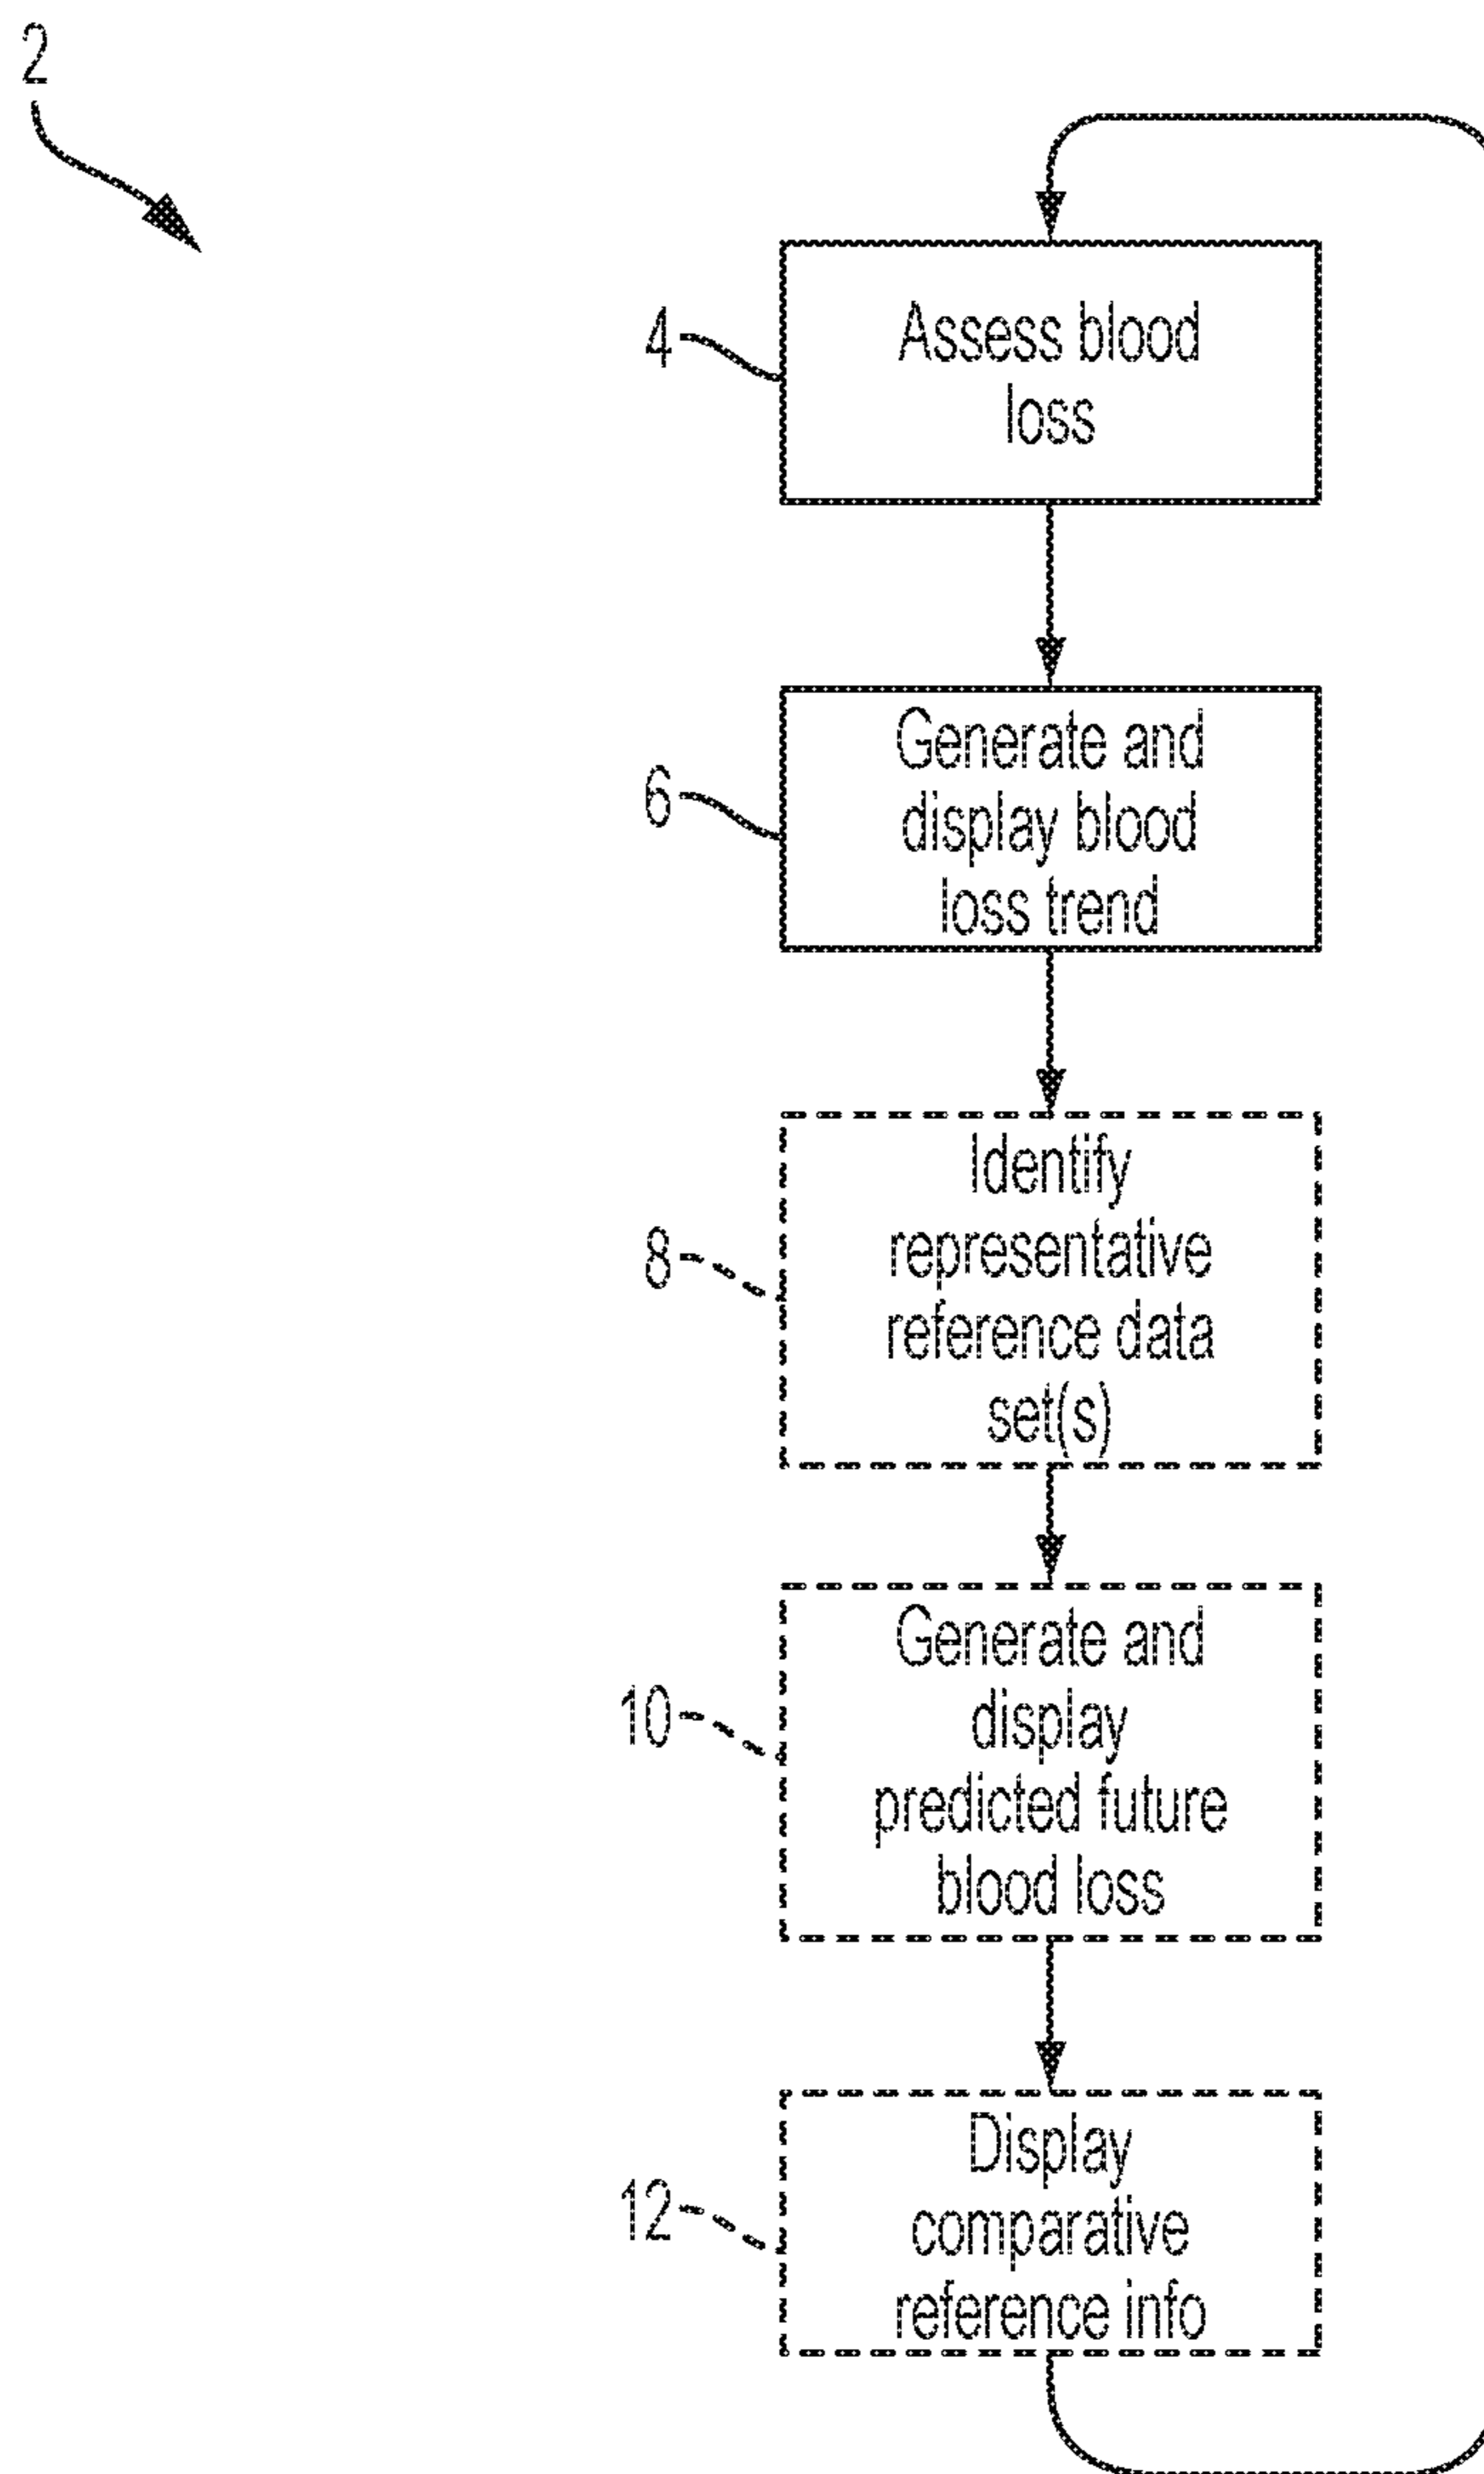 2
4
Assess blood
loss
6
Generate and
display blood
loss trend
8
Identify
representative
reference data
set(s)
10
Generate and
display
predicted future
blood loss
12
Display
comparative
reference info